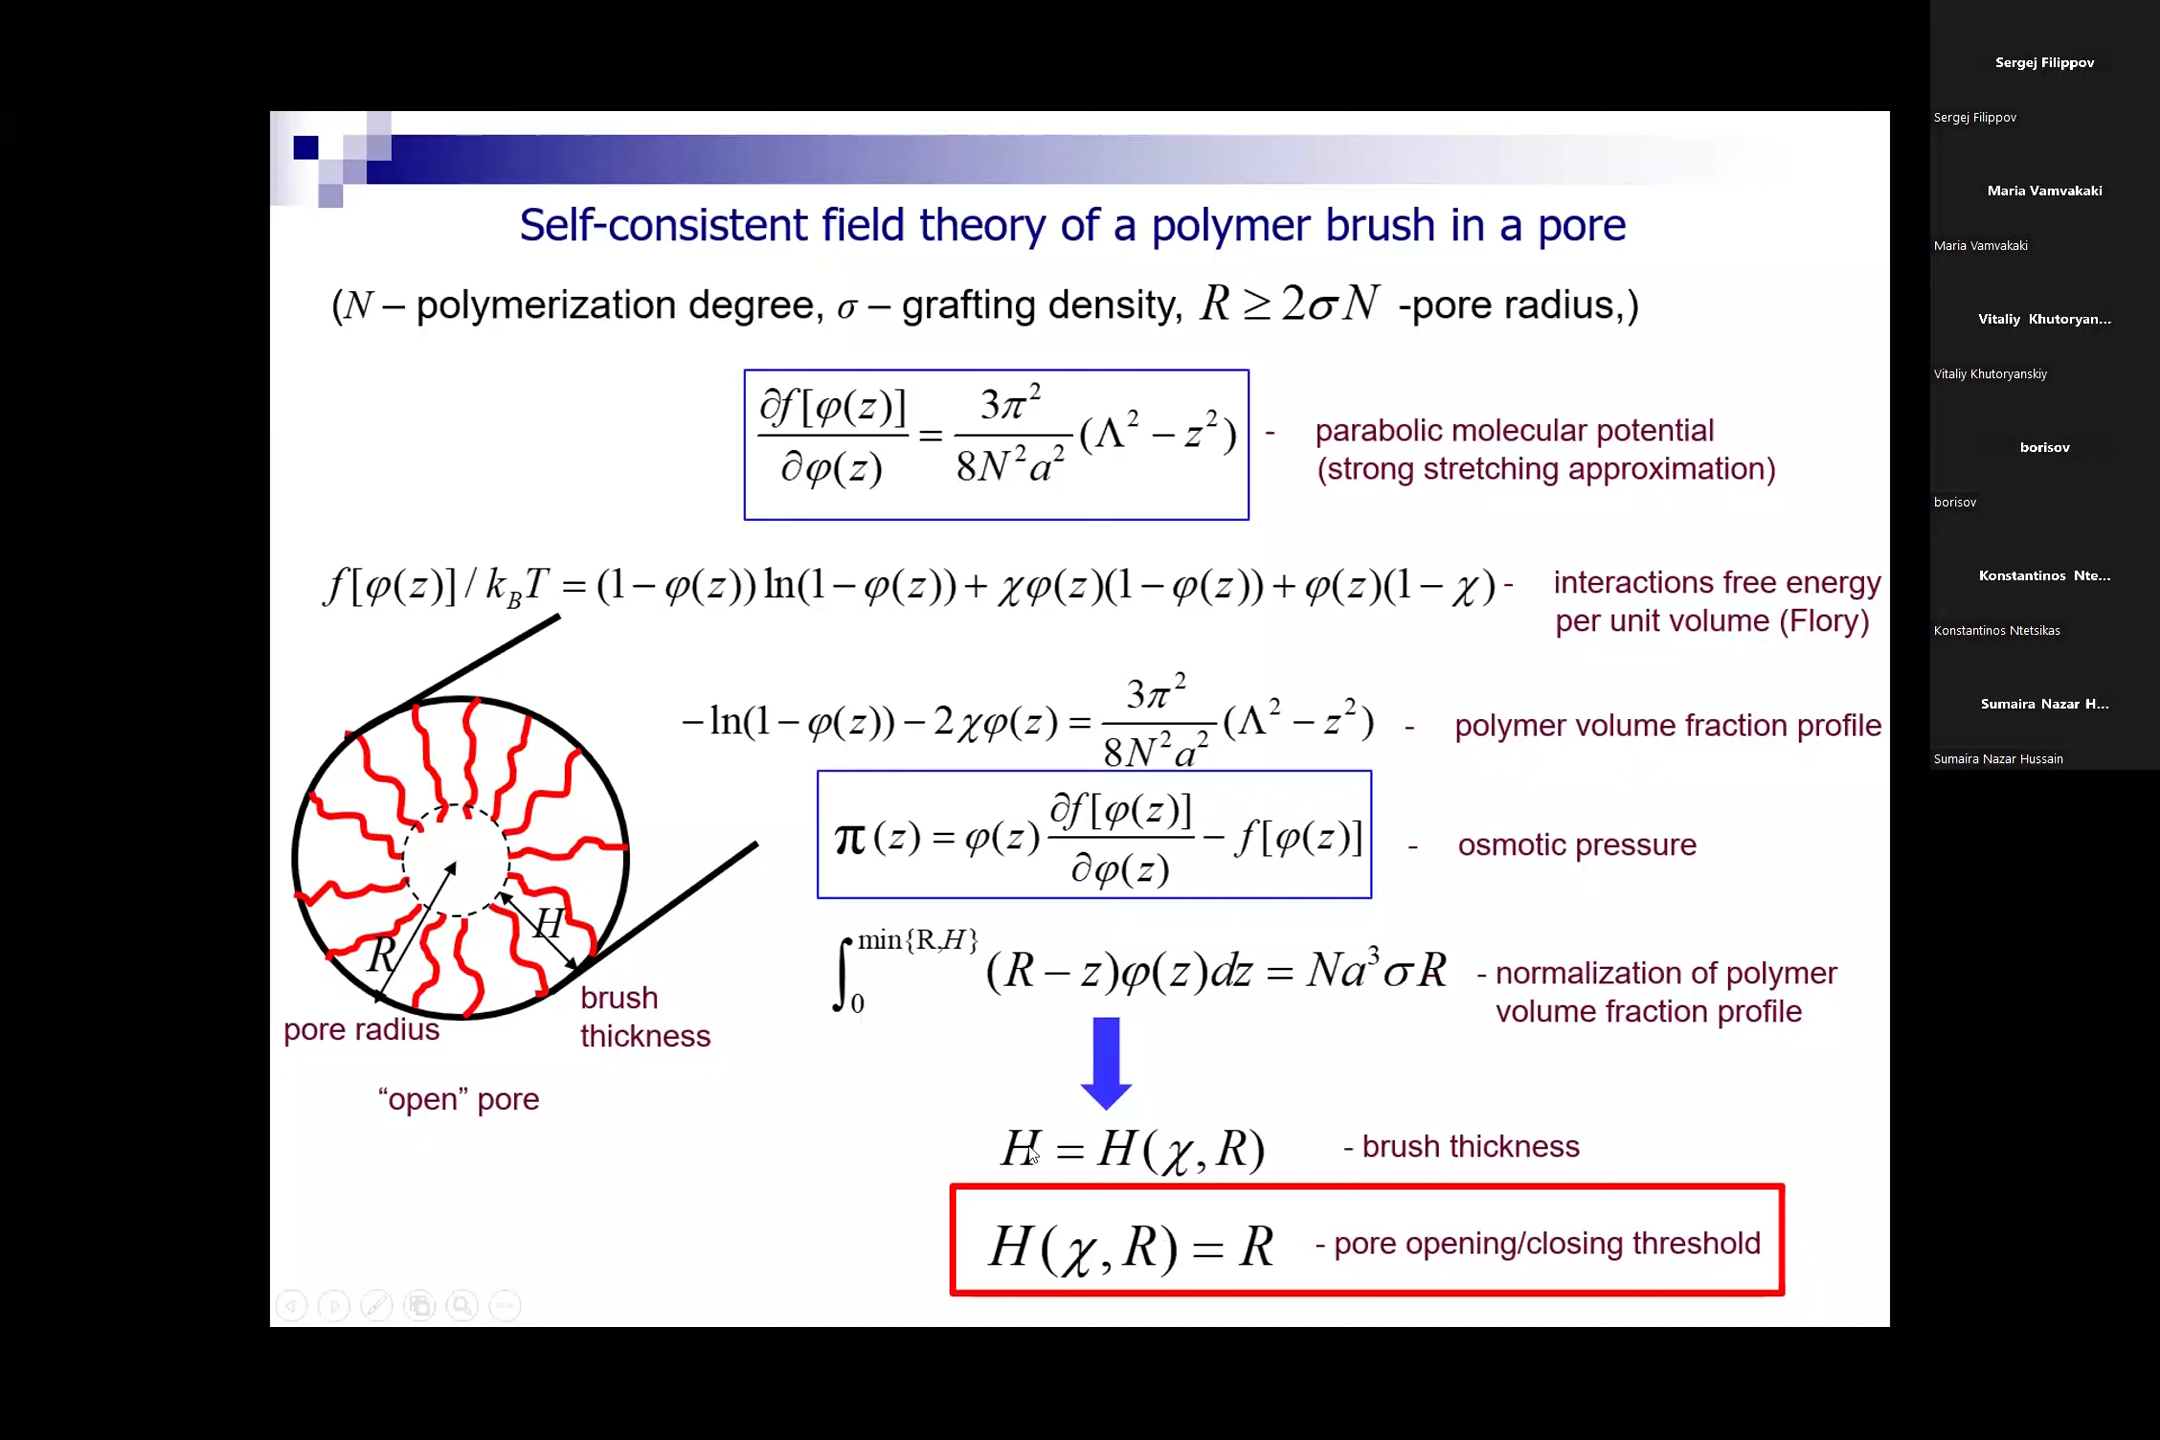 Self-consistent field theory of a polymer brush in a pore
(N – polymerization degree, σ – grafting density, R ≥ 2σN -pore radius,)
∂f[φ(z)] / ∂φ(z) = 3π² / 8N²a² (Λ² − z²) - parabolic molecular potential
(strong stretching approximation)
f[φ(z)] / k_B T = (1 − φ(z)) ln(1 − φ(z)) + χφ(z)(1 − φ(z)) + φ(z)(1 − χ) - interactions free energy
per unit volume (Flory)
− ln(1 − φ(z)) − 2χφ(z) = 3π² / 8N²a² (Λ² − z²) - polymer volume fraction profile
π(z) = φ(z) ∂f[φ(z)] / ∂φ(z) − f[φ(z)] - osmotic pressure
∫₀^min{R,H} (R − z)φ(z)dz = Na³σR - normalization of polymer
volume fraction profile
R
H
pore radius
brush
thickness
“open” pore
H = H(χ, R) - brush thickness
H(χ, R) = R - pore opening/closing threshold
Sergej Filippov
Sergej Filippov
Maria Vamvakaki
Maria Vamvakaki
Vitaliy Khutoryan...
Vitaliy Khutoryanskiy
borisov
borisov
Konstantinos Nte...
Konstantinos Ntetsikas
Sumaira Nazar H...
Sumaira Nazar Hussain